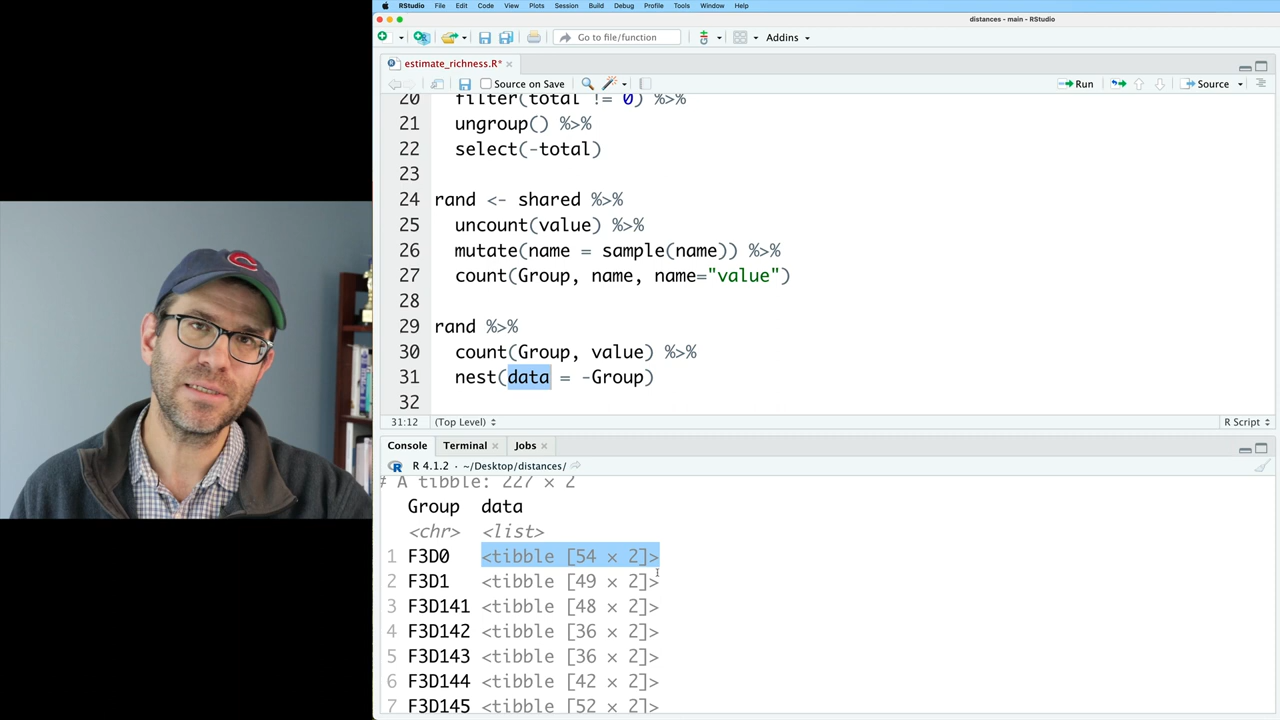 RStudio File Edit Code View Plots Session Build Debug Profile Tools Window Help
distances - main - RStudio
Go to file/function Addins
estimate_richness.R*
Source on Save Run Source
20 filter(total != 0) %>%
21 ungroup() %>%
22 select(-total)
23
24 rand <- shared %>%
25 uncount(value) %>%
26 mutate(name = sample(name)) %>%
27 count(Group, name, name="value")
28
29 rand %>%
30 count(Group, value) %>%
31 nest(data = -Group)
32
31:12 (Top Level) R Script
Console Terminal Jobs
R R 4.1.2 · ~/Desktop/distances/
# A tibble: 227 × 2
Group data
<chr> <list>
1 F3D0 <tibble [54 × 2]>
2 F3D1 <tibble [49 × 2]>
3 F3D141 <tibble [48 × 2]>
4 F3D142 <tibble [36 × 2]>
5 F3D143 <tibble [36 × 2]>
6 F3D144 <tibble [42 × 2]>
7 F3D145 <tibble [52 × 2]>